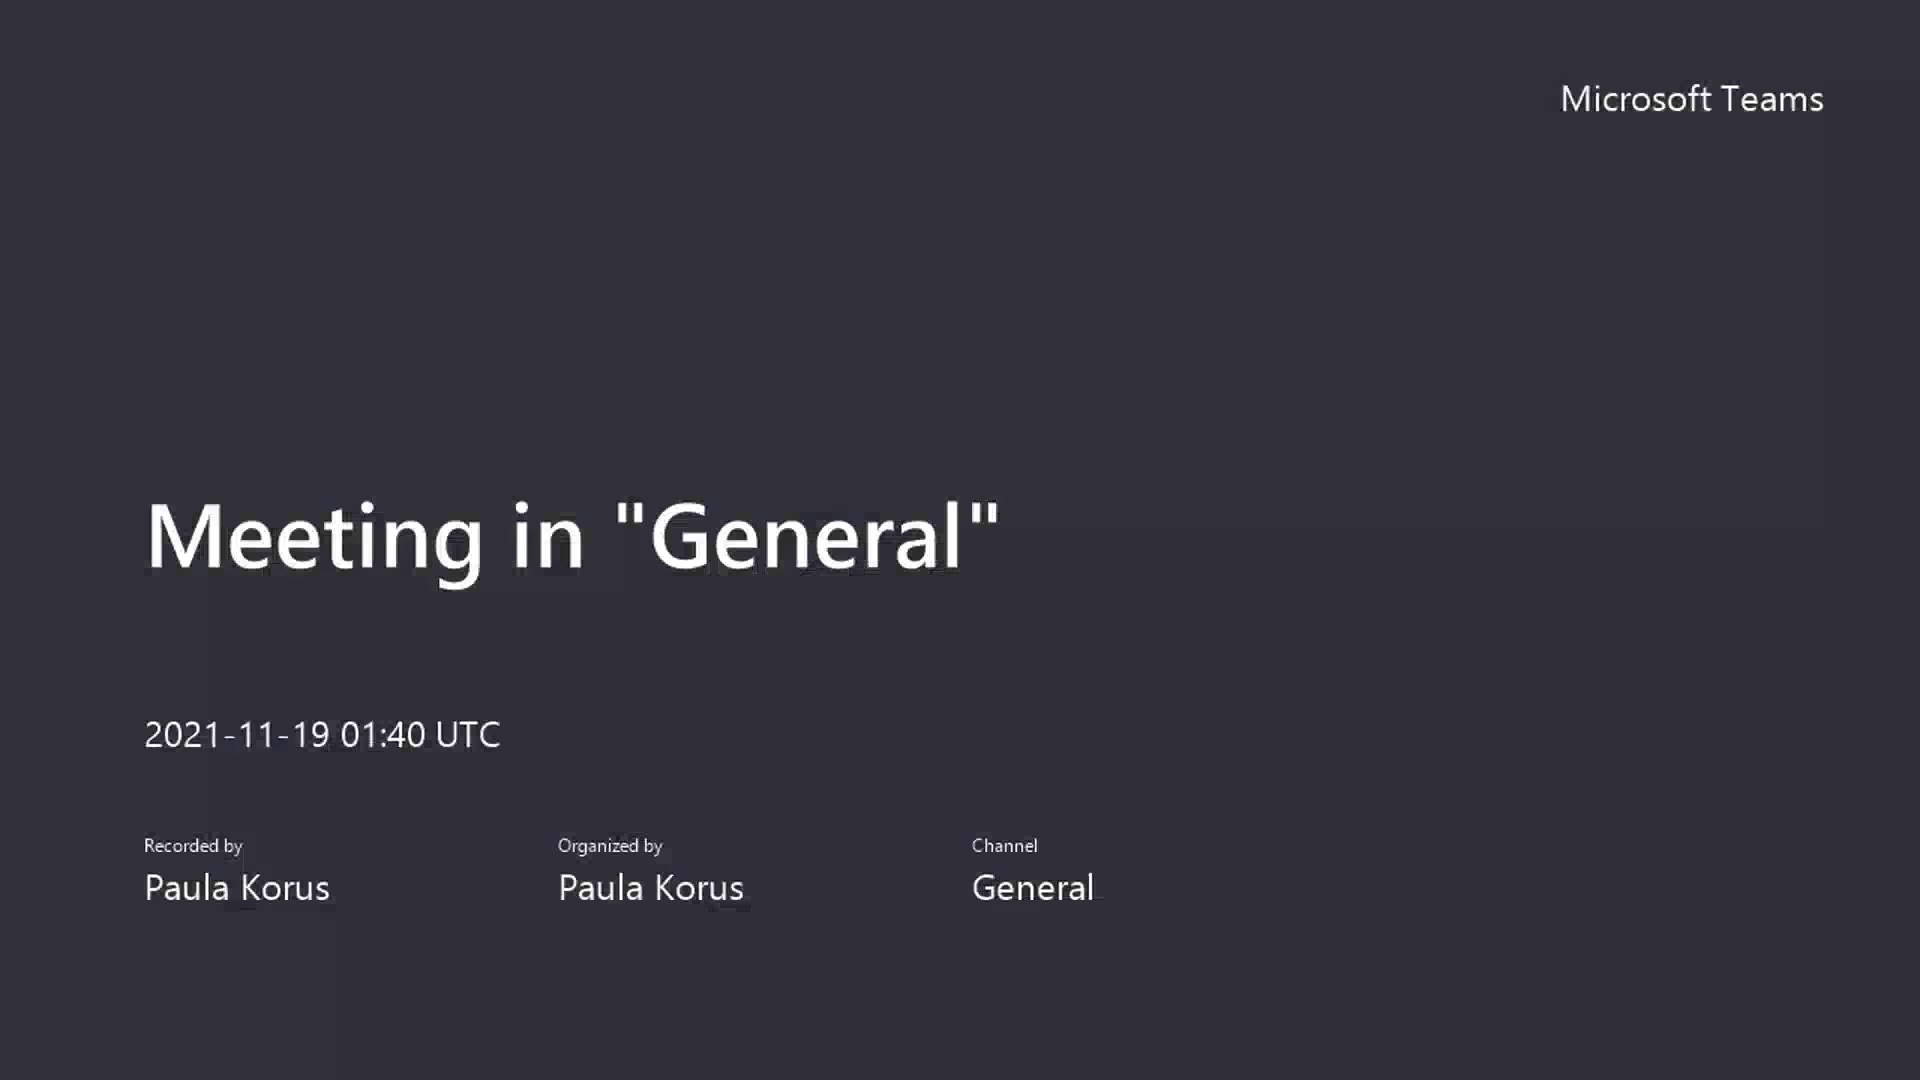 Microsoft Teams
Meeting in "General"
2021-11-19 01:40 UTC
Recorded by
Paula Korus
Organized by
Paula Korus
Channel
General